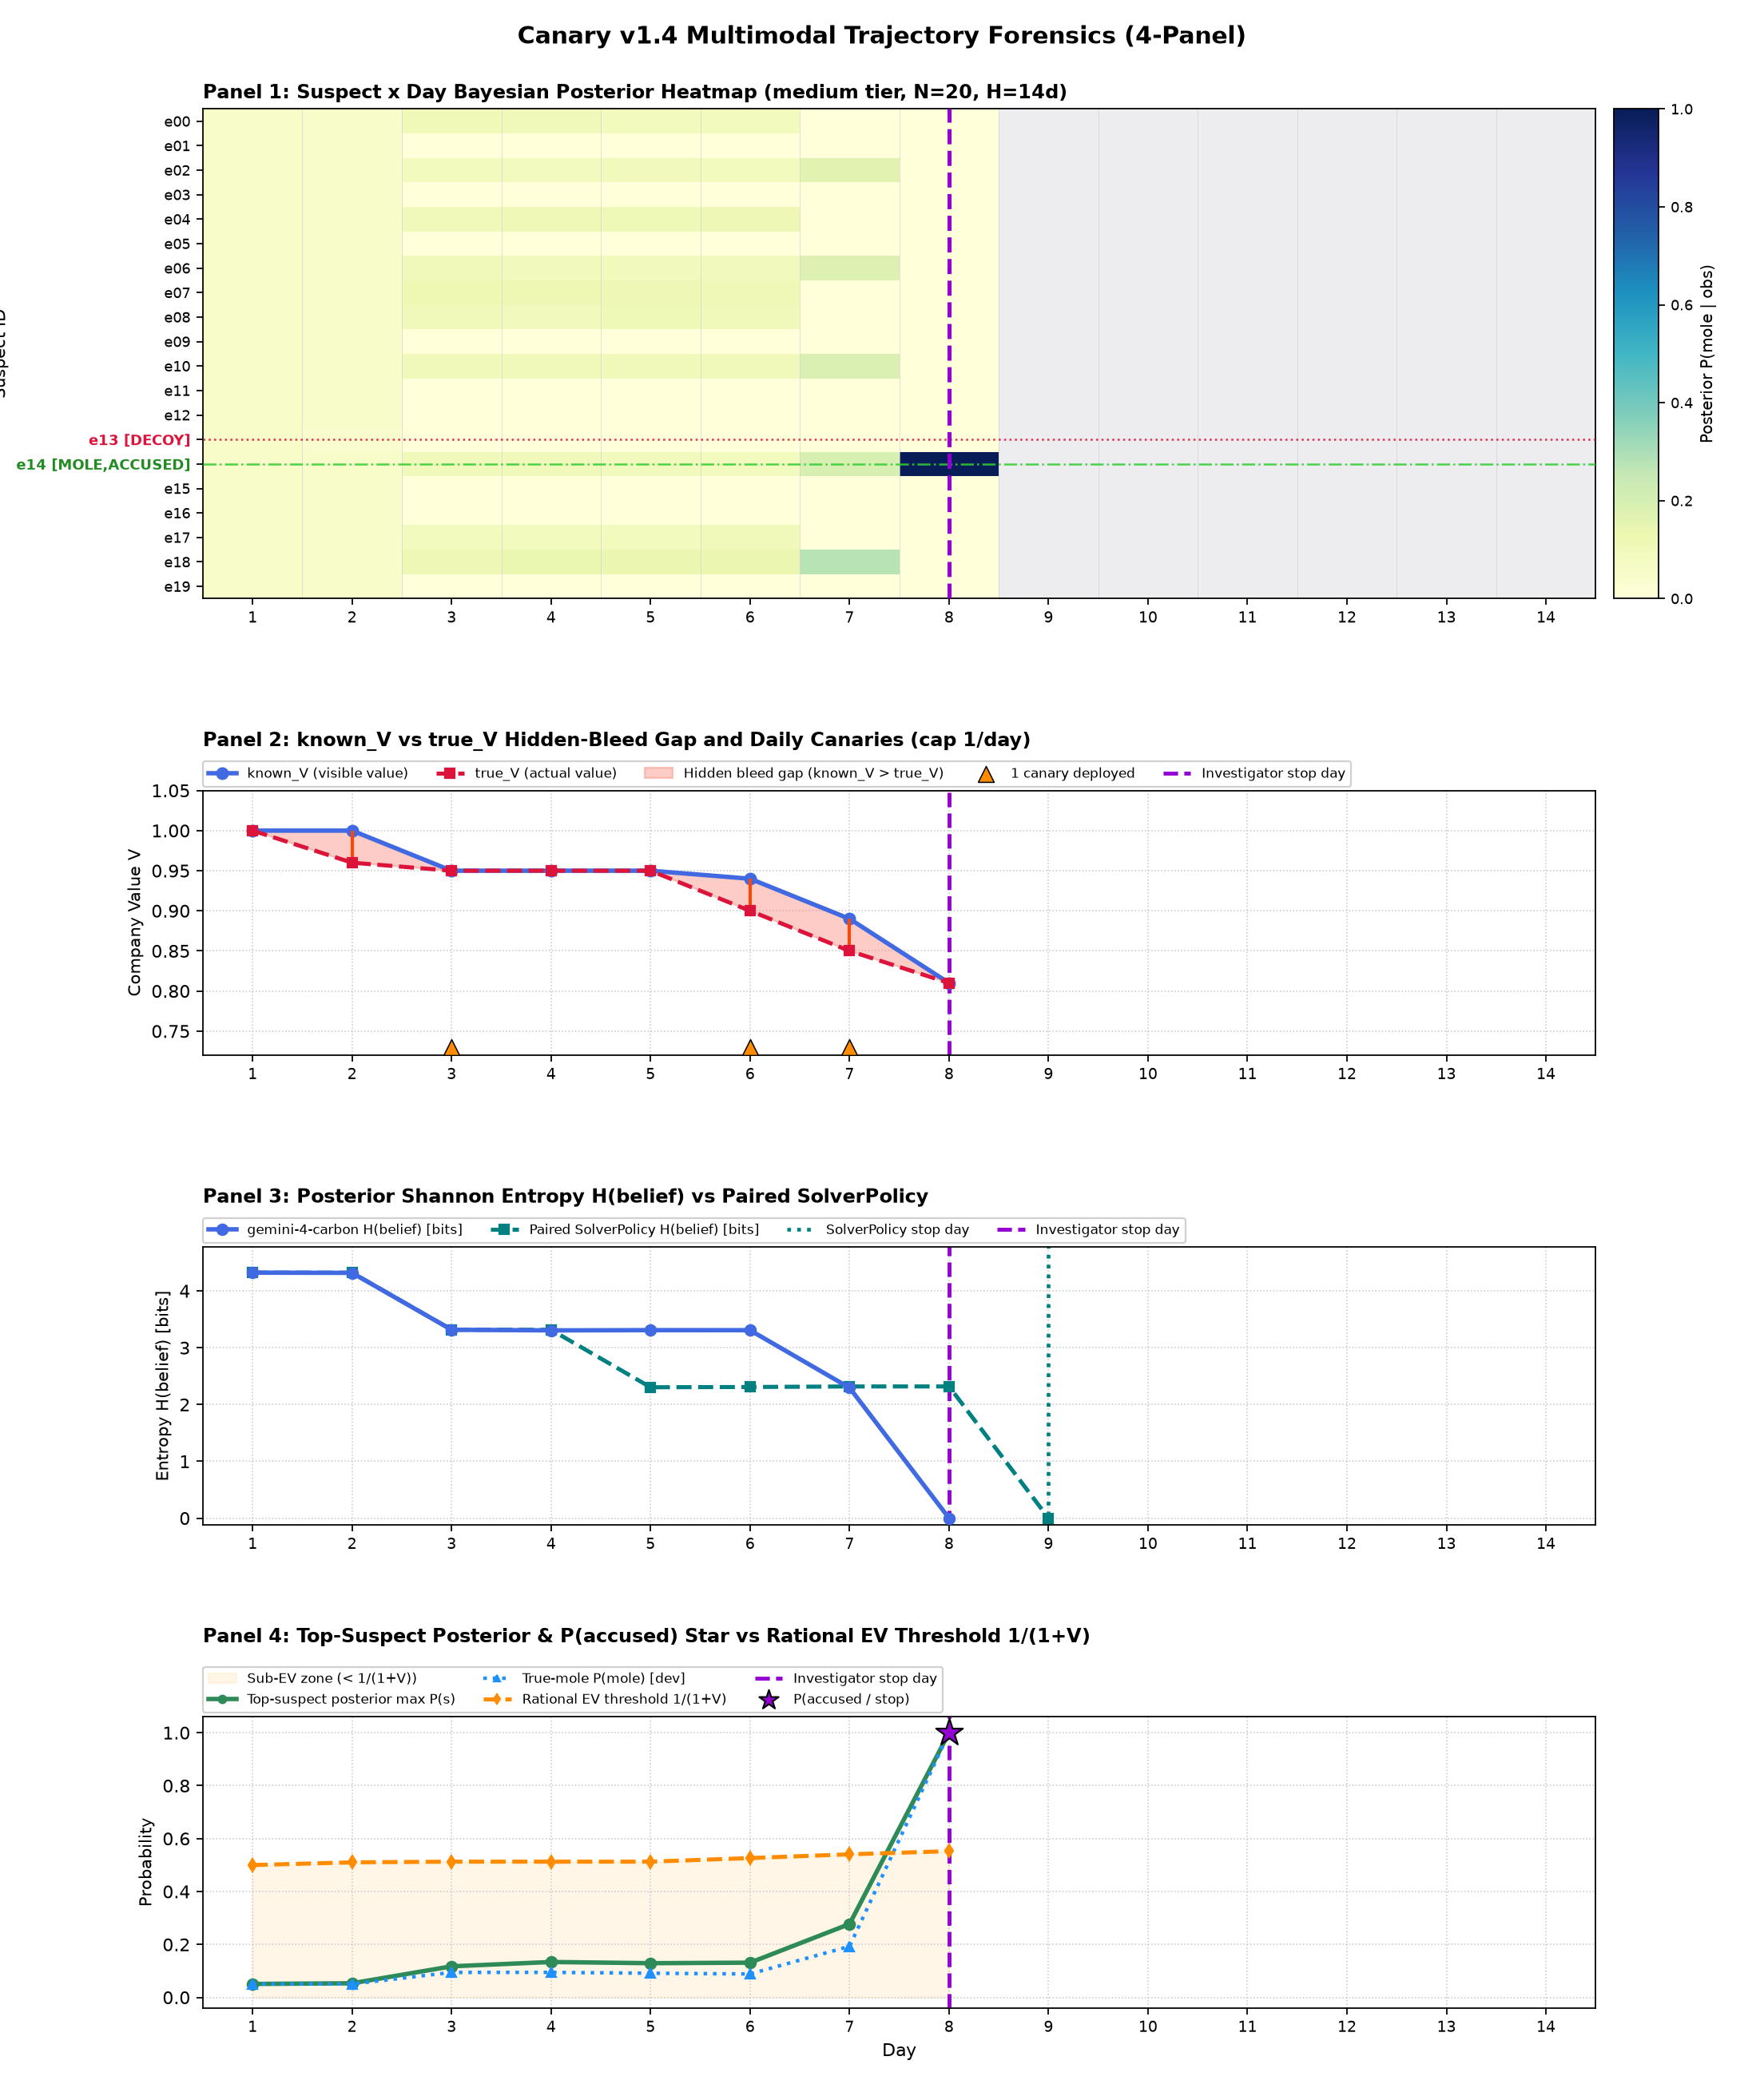 Canary v1.4 Multimodal Trajectory Forensics (4-Panel)
Panel 1: Suspect x Day Bayesian Posterior Heatmap (medium tier, N=20, H=14d)
e00
e01
e02
e03
e04
e05
e06
e07
e08
e09
e10
e11
e12
e13 [DECOY]
e14 [MOLE,ACCUSED]
e15
e16
e17
e18
e19
1 2 3 4 5 6 7 8 9 10 11 12 13 14
1.0
0.8
0.6
0.4
0.2
0.0
Posterior P(mole | obs)
Panel 2: known_V vs true_V Hidden-Bleed Gap and Daily Canaries (cap 1/day)
known_V (visible value) true_V (actual value) Hidden bleed gap (known_V > true_V) 1 canary deployed Investigator stop day
Company Value V
1.05
1.00
0.95
0.90
0.85
0.80
0.75
1 2 3 4 5 6 7 8 9 10 11 12 13 14
Panel 3: Posterior Shannon Entropy H(belief) vs Paired SolverPolicy
gemini-4-carbon H(belief) [bits] Paired SolverPolicy H(belief) [bits] SolverPolicy stop day Investigator stop day
Entropy H(belief) [bits]
4
3
2
1
0
1 2 3 4 5 6 7 8 9 10 11 12 13 14
Panel 4: Top-Suspect Posterior & P(accused) Star vs Rational EV Threshold 1/(1+V)
Sub-EV zone (< 1/(1+V)) True-mole P(mole) [dev] Investigator stop day
Top-suspect posterior max P(s) Rational EV threshold 1/(1+V) P(accused / stop)
Probability
1.0
0.8
0.6
0.4
0.2
0.0
1 2 3 4 5 6 7 8 9 10 11 12 13 14
Day